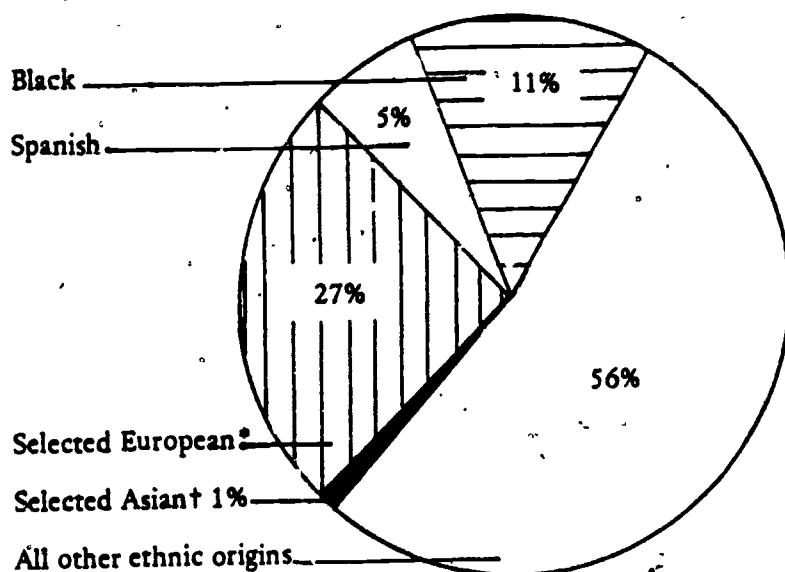 Black
11%
5%
Spanish
27%
56%
Selected European*
Selected Asian† 1%
All other ethnic origins